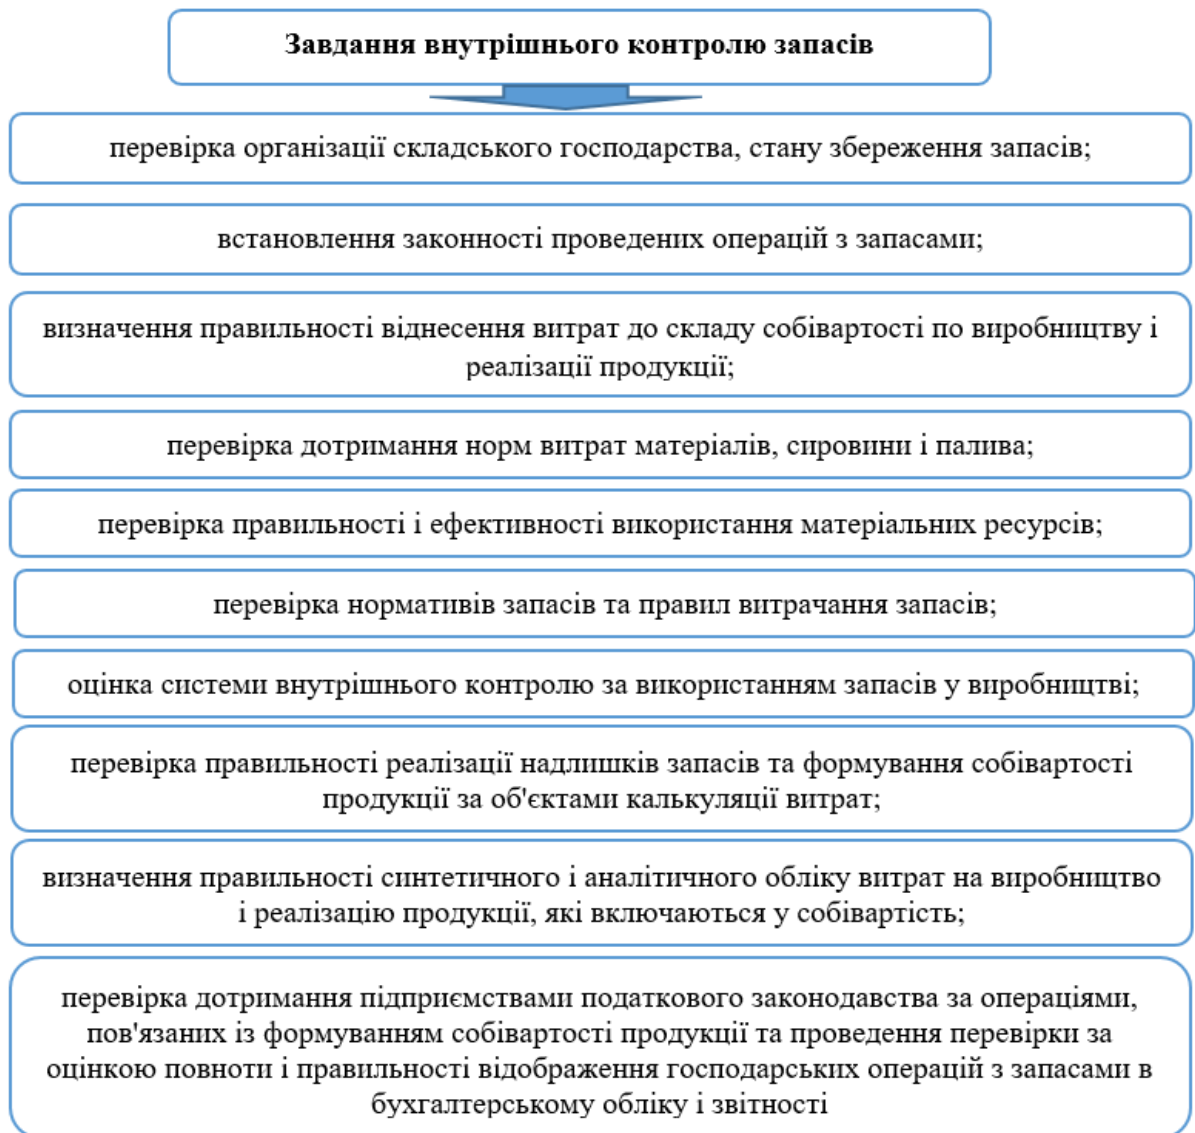 Завдання внутрішнього контролю запасів
перевірка організації складського господарства, стану збереження запасів;
встановлення законності проведених операцій з запасами;
визначення правильності віднесення витрат до складу собівартості по виробництву і
реалізації продукції;
перевірка дотримання норм витрат матеріалів, сировини і палива;
перевірка правильності і ефективності використання матеріальних ресурсів;
перевірка нормативів запасів та правил витрачання запасів;
оцінка системи внутрішнього контролю за використанням запасів у виробництві;
перевірка правильності реалізації надлишків запасів та формування собівартості
продукції за об'єктами калькуляції витрат;
визначення правильності синтетичного і аналітичного обліку витрат на виробництво
і реалізацію продукції, які включаються у собівартість;
перевірка дотримання підприємствами податкового законодавства за операціями,
пов'язаних із формуванням собівартості продукції та проведення перевірки за
оцінкою повноти і правильності відображення господарських операцій з запасами в
бухгалтерському обліку і звітності